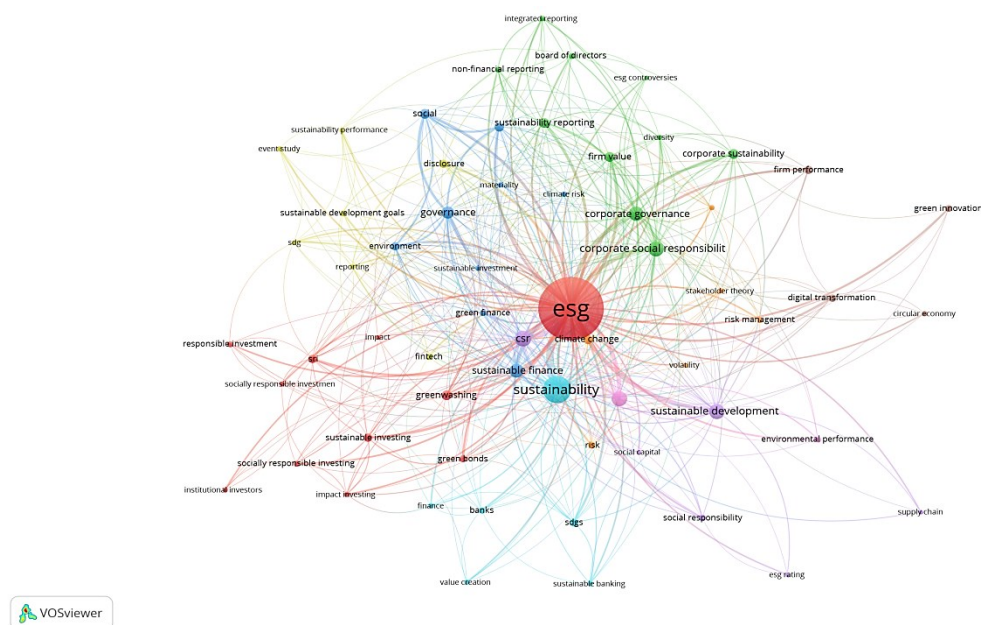 integrated reporting
board of directors
non-financial reporting
esg controversies
social
sustainability reporting
sustainability performance
diversity
event study
disclosure
firm value
corporate sustainability
firm performance
materiality
climate risk
sustainable development goals
governance
corporate governance
green innovation
sdg
environment
corporate social responsibilit
reporting
sustainable investment
stakeholder theory
digital transformation
esg
green finance
risk management
circular economy
responsible investment
impact
csr
climate change
sri
fintech
volatility
sustainable finance
socially responsible investmen
greenwashing
sustainability
sustainable development
sustainable investing
environmental performance
risk
social capital
socially responsible investing
green bonds
institutional investors
impact investing
finance
banks
sdgs
social responsibility
supply chain
value creation
sustainable banking
esg rating
VOSviewer